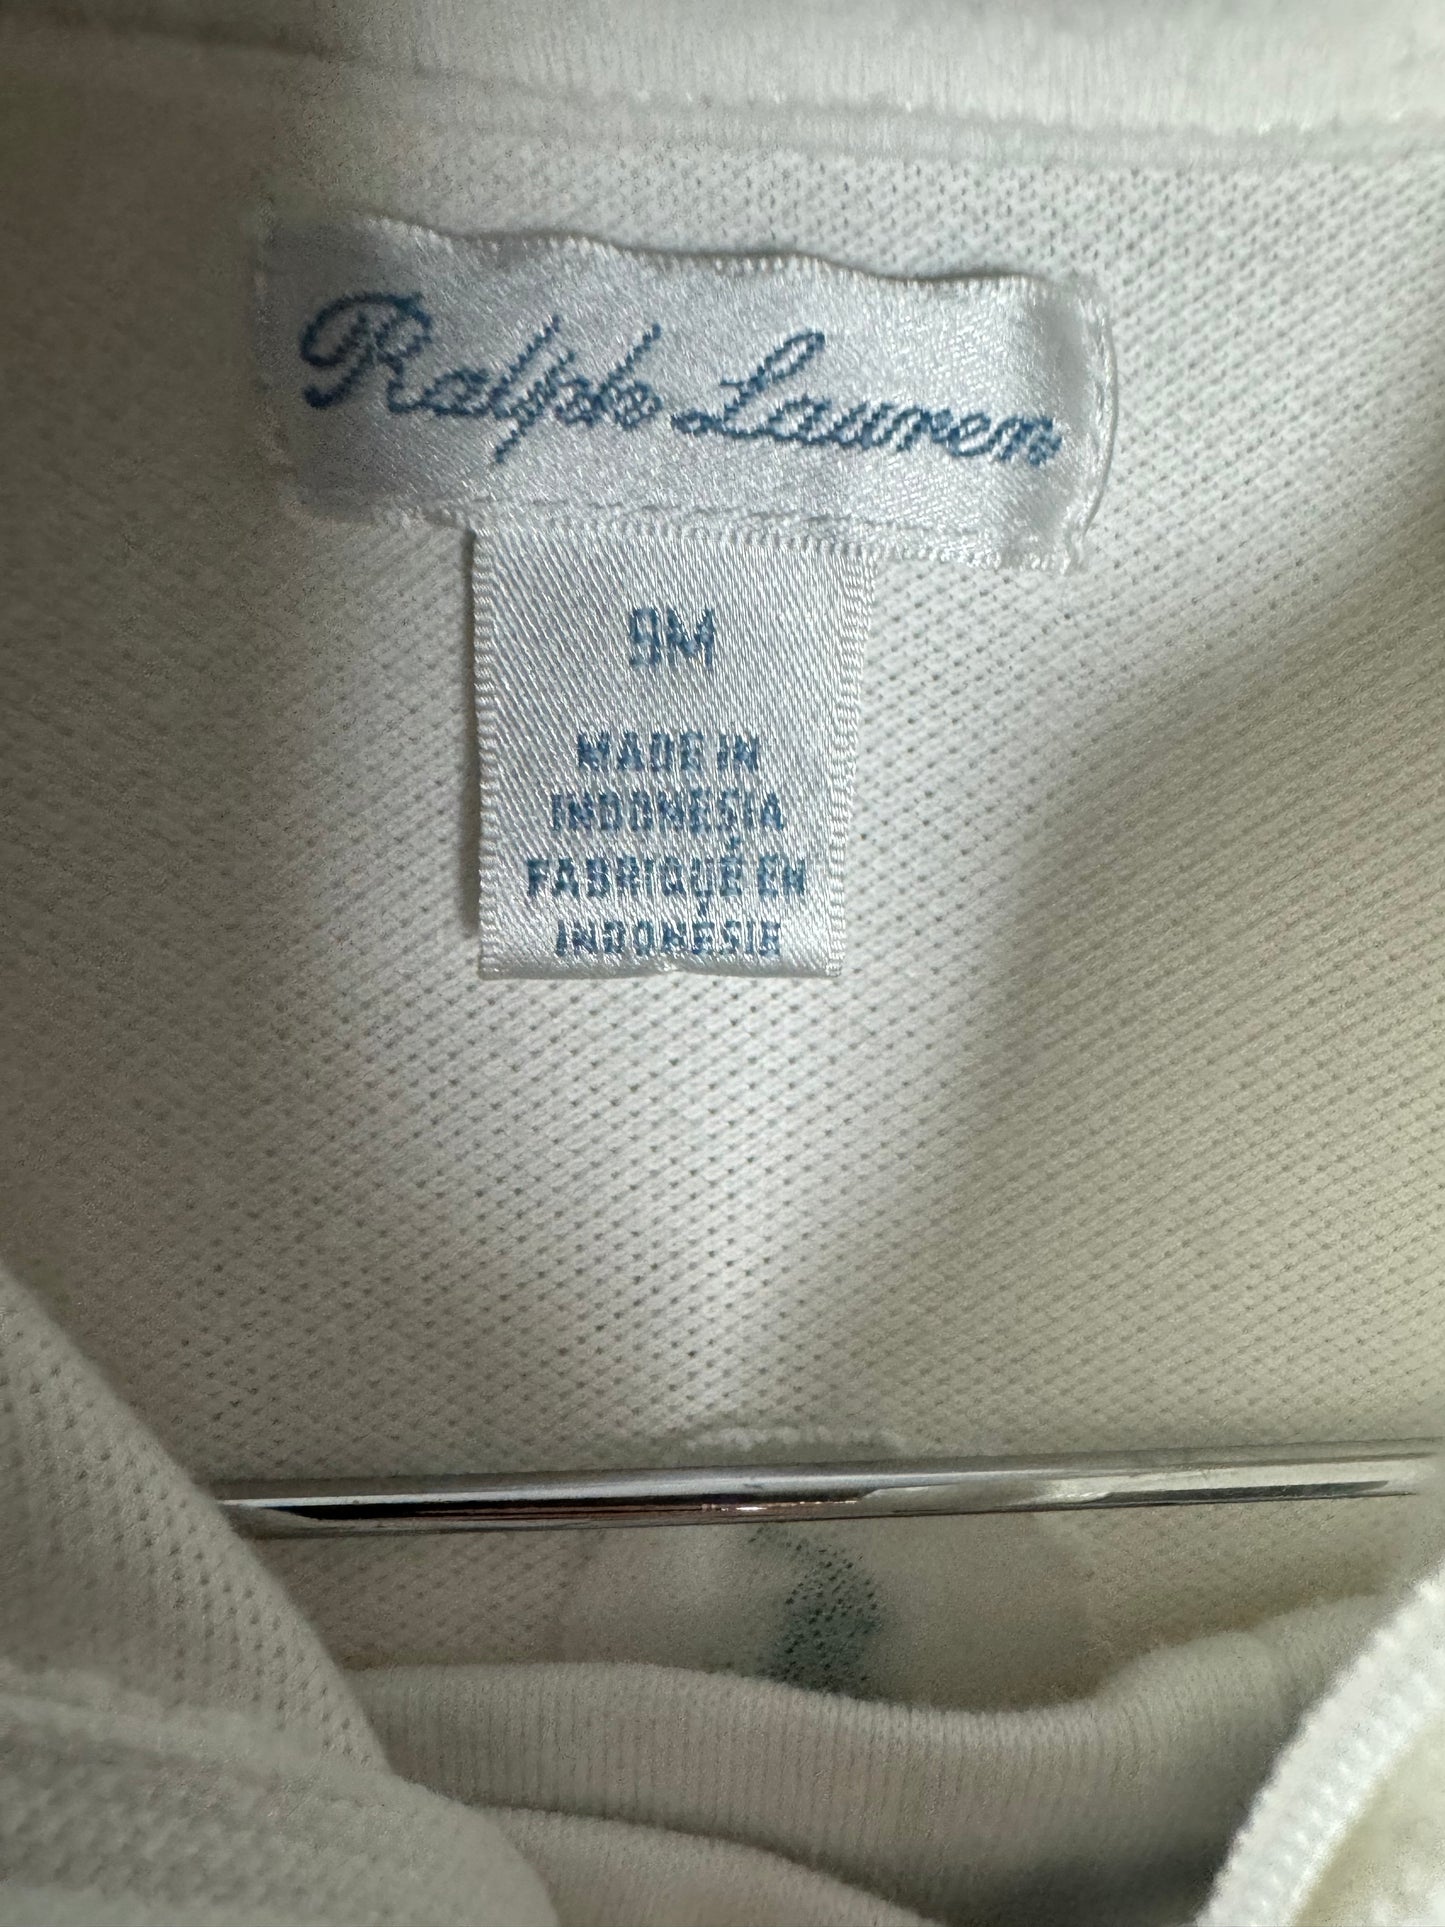 Ralph Lauren
9M
MADE IN
INDONESIA
FABRIQUÉ EN
INDONÉSIE